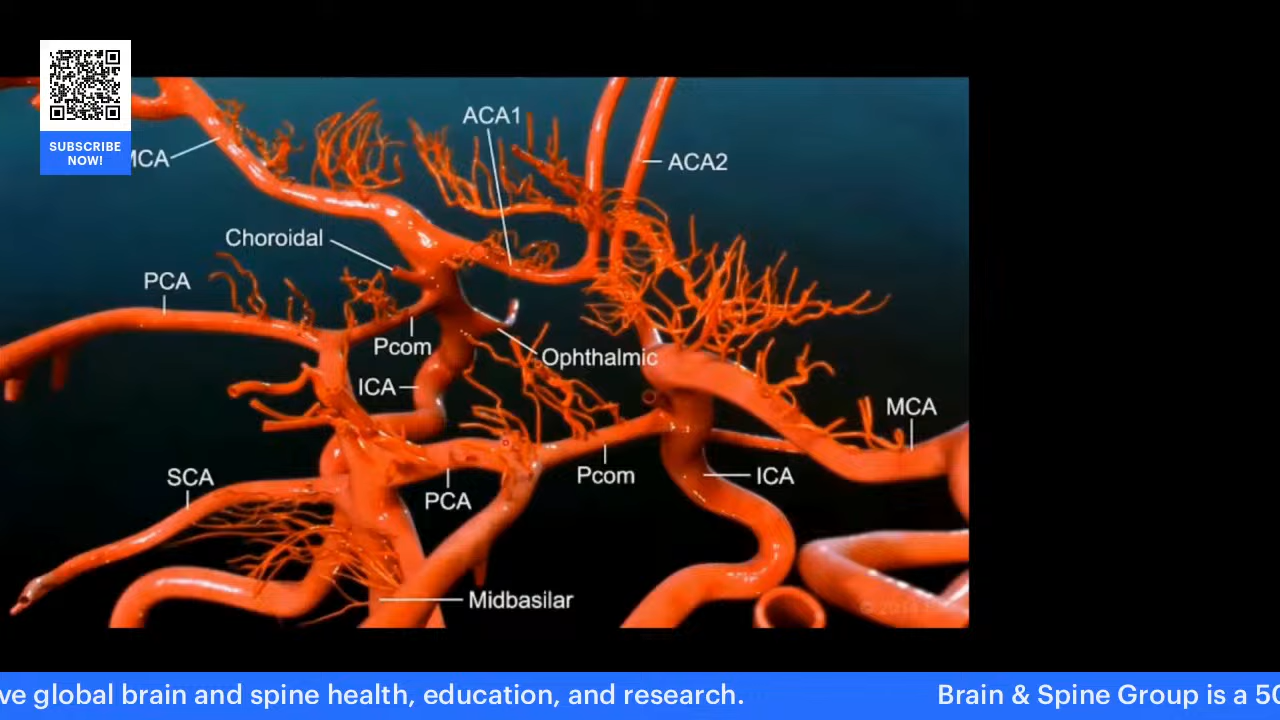 SUBSCRIBE
NOW!
ACA1
MCA
ACA2
Choroidal
PCA
Pcom
Ophthalmic
ICA
MCA
SCA
PCA
Pcom
ICA
Midbasilar
ve global brain and spine health, education, and research.
Brain & Spine Group is a 50